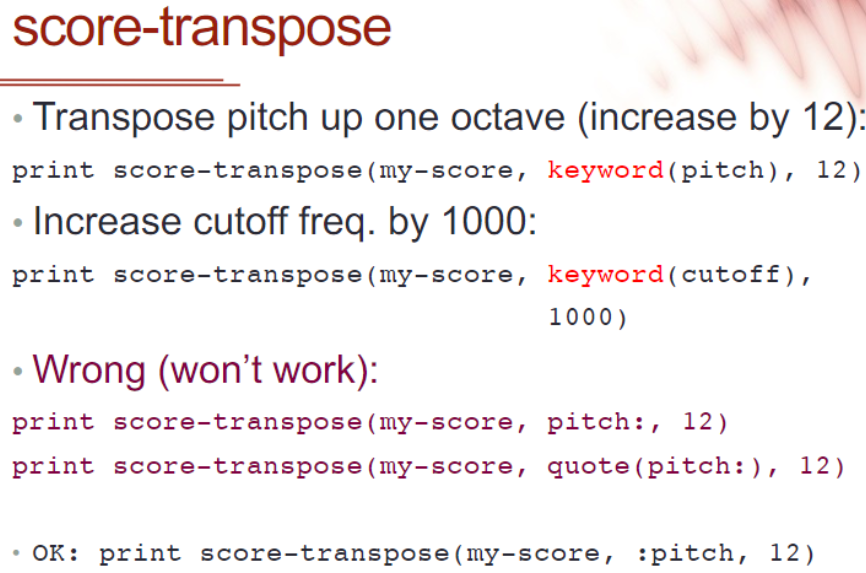 score-transpose
• Transpose pitch up one octave (increase by 12):
print score-transpose(my-score, keyword(pitch), 12)
• Increase cutoff freq. by 1000:
print score-transpose(my-score, keyword(cutoff),
1000)
• Wrong (won’t work):
print score-transpose(my-score, pitch:, 12)
print score-transpose(my-score, quote(pitch:), 12)
• OK: print score-transpose(my-score, :pitch, 12)